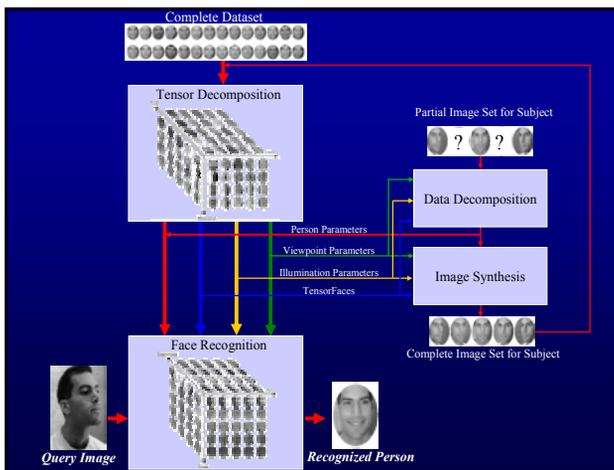 Complete Dataset
Tensor Decomposition
Partial Image Set for Subject
? ?
Data Decomposition
Person Parameters
Viewpoint Parameters
Illumination Parameters
TensorFaces
Image Synthesis
Complete Image Set for Subject
Face Recognition
Query Image
Recognized Person